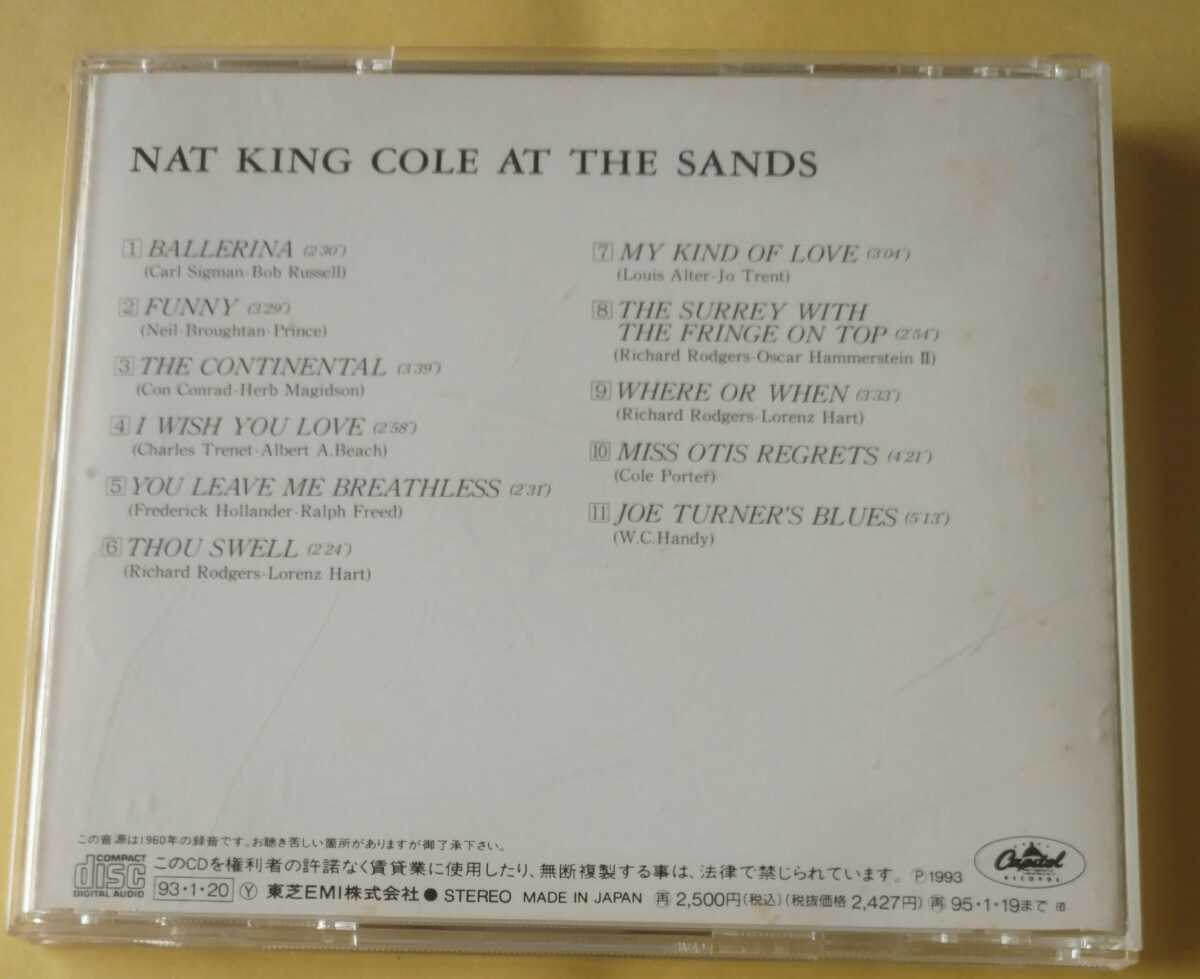 NAT KING COLE AT THE SANDS
1 BALLERINA (2'30")
(Carl Sigman-Bob Russell)
2 FUNNY (3'29")
(Neil-Broughtan-Prince)
3 THE CONTINENTAL (3'39")
(Con Conrad-Herb Magidson)
4 I WISH YOU LOVE (2'58")
(Charles Trenet-Albert A.Beach)
5 YOU LEAVE ME BREATHLESS (2'31")
(Frederick Hollander-Ralph Freed)
6 THOU SWELL (2'24")
(Richard Rodgers-Lorenz Hart)
7 MY KIND OF LOVE (3'04")
(Louis Alter-Jo Trent)
8 THE SURREY WITH
THE FRINGE ON TOP (2'54")
(Richard Rodgers-Oscar Hammerstein II)
9 WHERE OR WHEN (3'33")
(Richard Rodgers-Lorenz Hart)
10 MISS OTIS REGRETS (4'21")
(Cole Porter)
11 JOE TURNER'S BLUES (5'13")
(W.C.Handy)
この音源は1960年の録音です。お聴き苦しい箇所がありますが御了承下さい。
COMPACT
disc
DIGITAL AUDIO
このCDを権利者の許諾なく賃貸業に使用したり、無断複製する事は、法律で禁じられています。 ℗1993
93・1・20 Ⓨ 東芝EMI株式会社 ● STEREO MADE IN JAPAN 再 2,500円(税込)(税抜価格 2,427円) 再 95・1・19まで
Capitol
RECORDS